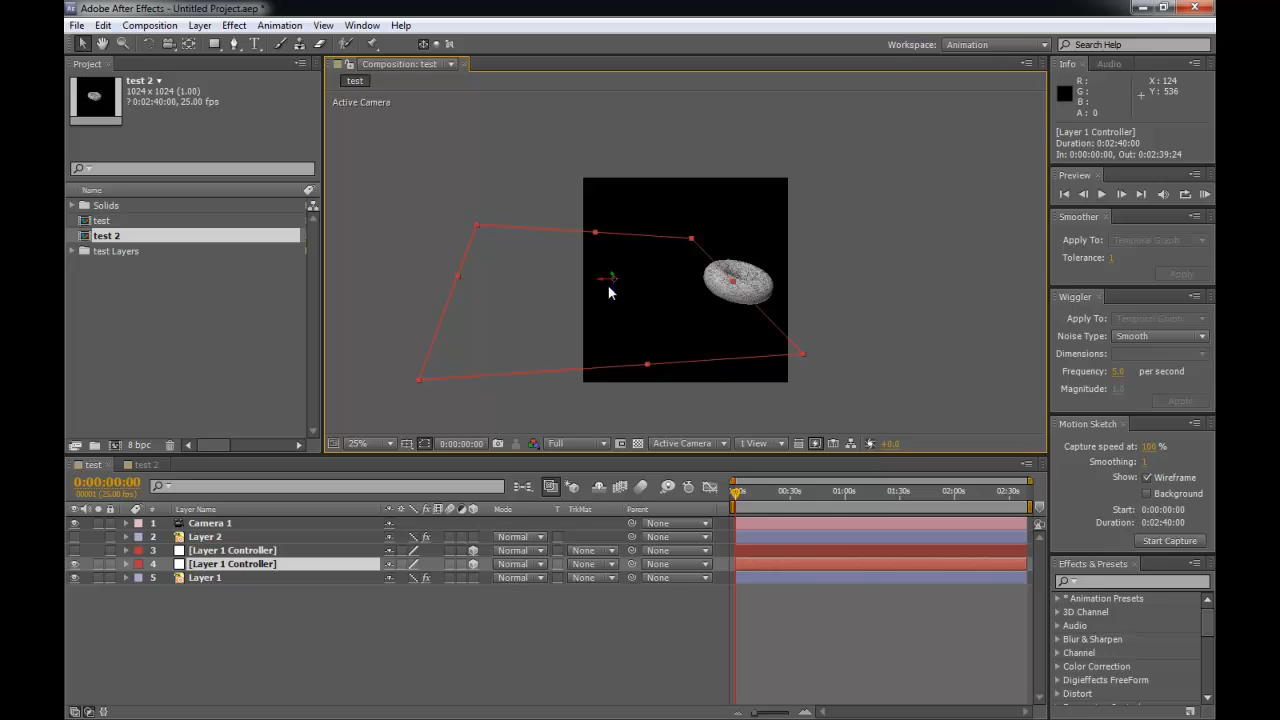 Adobe After Effects - Untitled Project.aep *
File Edit Composition Layer Effect Animation View Window Help
Workspace: Animation
Search Help
Project
test 2
1024 x 1024 (1.00)
? 0:02:40:00, 25.00 fps
Name
Solids
test
test 2
test Layers
8 bpc
Composition: test
test
Active Camera
25%
0:00:00:00
Full
Active Camera
1 View
+0.0
Info
Audio
R :
G :
B :
A : 0
X : 124
Y : 536
[Layer 1 Controller]
Duration: 0:02:40:00
In: 0:00:00:00, Out: 0:02:39:24
Preview
Smoother
Apply To: Temporal Graph
Tolerance: 1
Apply
Wiggler
Apply To: Temporal Graph
Noise Type: Smooth
Dimensions:
Frequency: 5.0 per second
Magnitude: 1.0
Apply
Motion Sketch
Capture speed at: 100 %
Smoothing: 1
Show: Wireframe
Background
Start: 0:00:00:00
Duration: 0:02:40:00
Start Capture
Effects & Presets
* Animation Presets
3D Channel
Audio
Blur & Sharpen
Channel
Color Correction
Digieffects FreeForm
Distort
test
test 2
0:00:00:00
00001 (25.00 fps)
:00s 00:30s 01:00s 01:30s 02:00s 02:30s
# Layer Name Mode T TrkMat Parent
1 Camera 1 None
2 Layer 2 Normal None
3 [Layer 1 Controller] Normal None None
4 [Layer 1 Controller] Normal None None
5 Layer 1 Normal None None